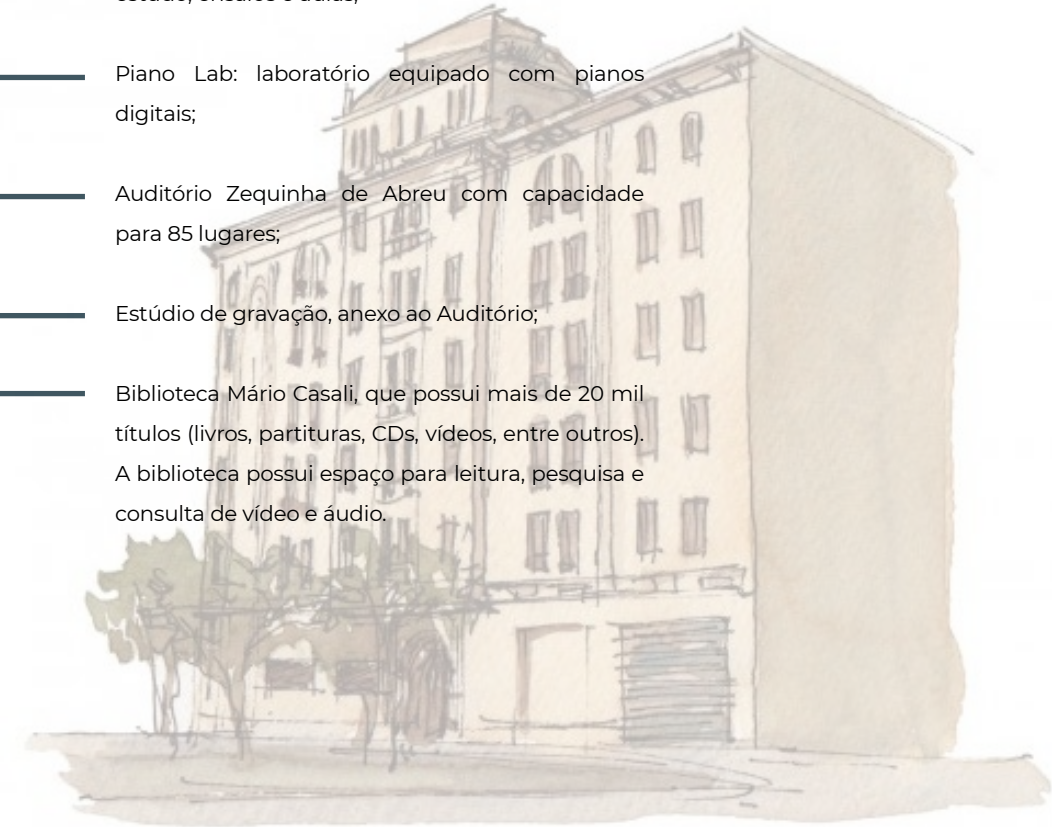 Piano Lab: laboratório equipado com pianos
digitais;
Auditório Zequinha de Abreu com capacidade
para 85 lugares;
Estúdio de gravação, anexo ao Auditório;
Biblioteca Mário Casali, que possui mais de 20 mil
títulos (livros, partituras, CDs, vídeos, entre outros).
A biblioteca possui espaço para leitura, pesquisa e
consulta de vídeo e áudio.